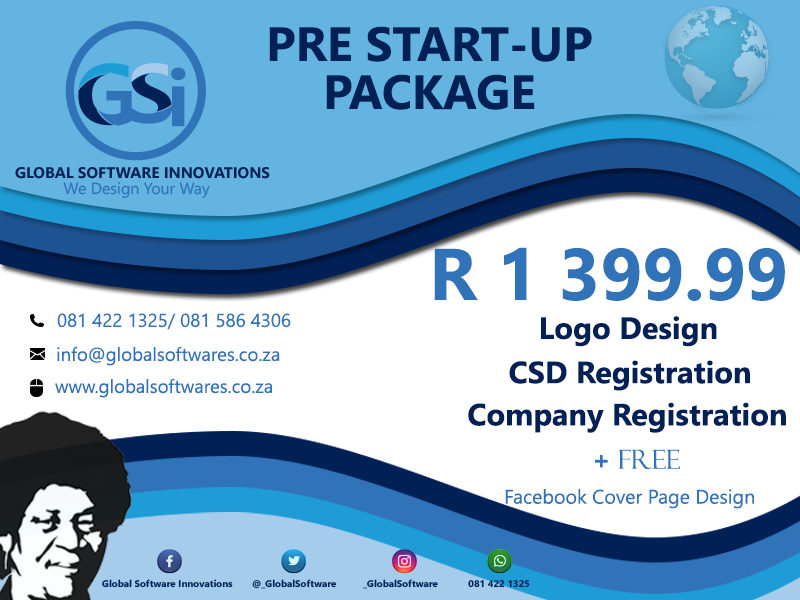 GSi
PRE START-UP
PACKAGE
GLOBAL SOFTWARE INNOVATIONS
We Design Your Way
R 1 399.99
Logo Design
CSD Registration
Company Registration
+ FREE
Facebook Cover Page Design
081 422 1325/ 081 586 4306
info@globalsoftwares.co.za
www.globalsoftwares.co.za
Global Software Innovations
@_GlobalSoftware
_GlobalSoftware
081 422 1325